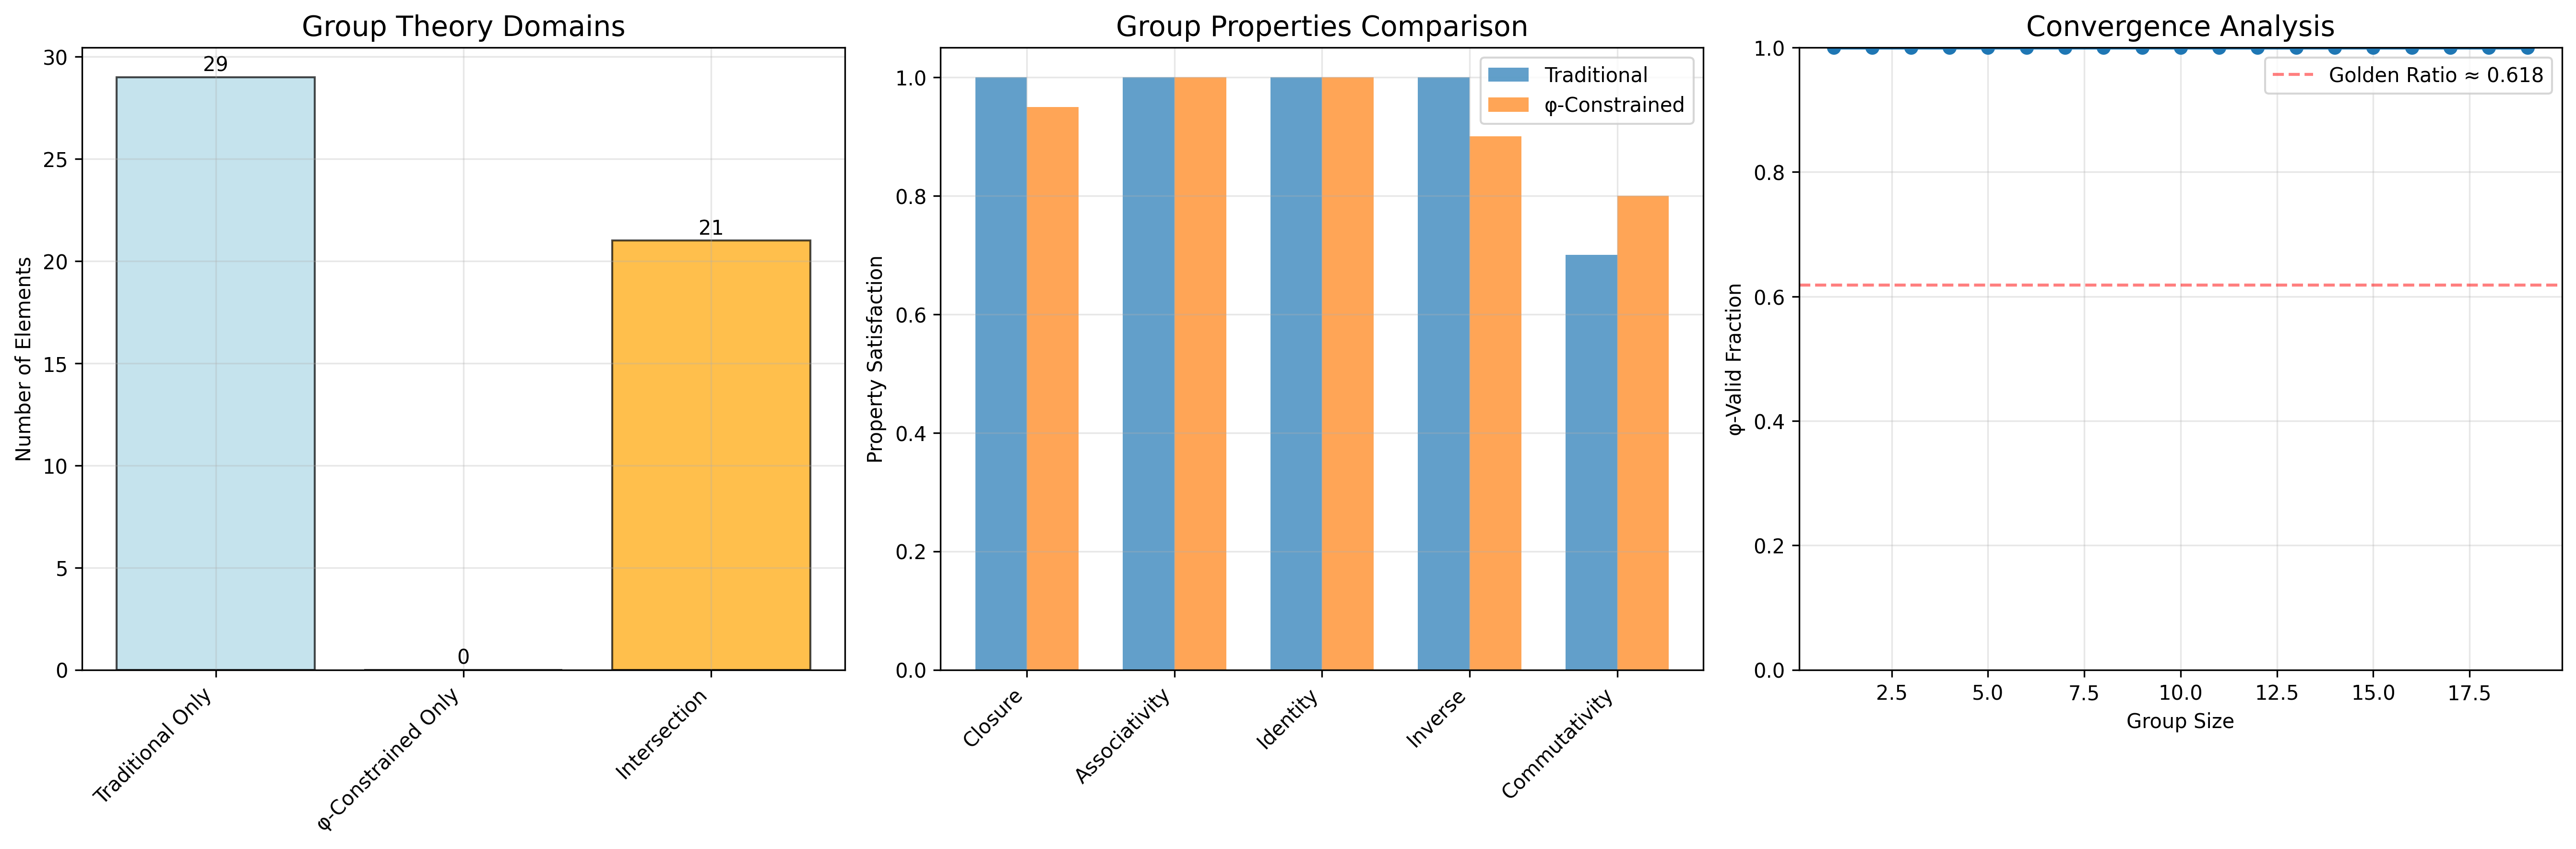 Group Theory Domains
Number of Elements
30
25
20
15
10
5
0
29
0
21
Traditional Only
φ-Constrained Only
Intersection
Group Properties Comparison
Property Satisfaction
1.0
0.8
0.6
0.4
0.2
0.0
Traditional
φ-Constrained
Closure
Associativity
Identity
Inverse
Commutativity
Convergence Analysis
φ-Valid Fraction
1.0
0.8
0.6
0.4
0.2
0.0
Golden Ratio ≈ 0.618
2.5
5.0
7.5
10.0
12.5
15.0
17.5
Group Size